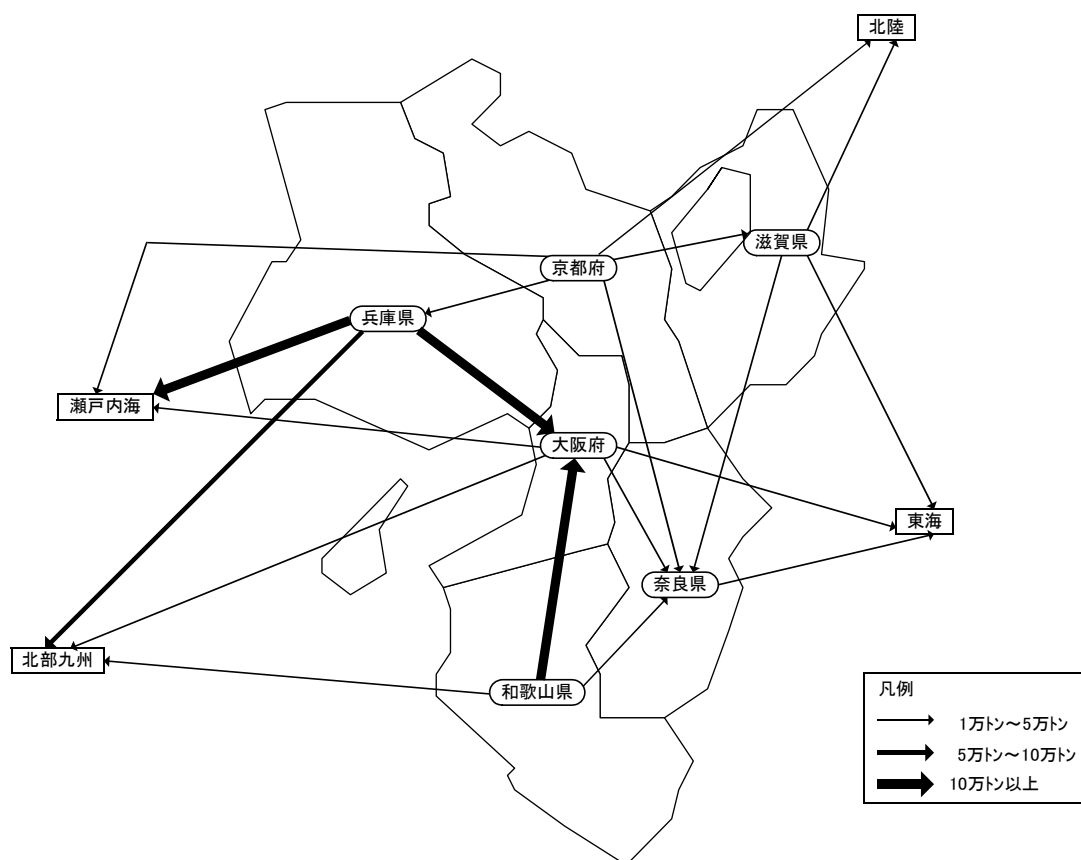 北陸
滋賀県
京都府
兵庫県
瀬戸内海
大阪府
東海
奈良県
北部九州
和歌山県
凡例
1万トン～5万トン
5万トン～10万トン
10万トン以上